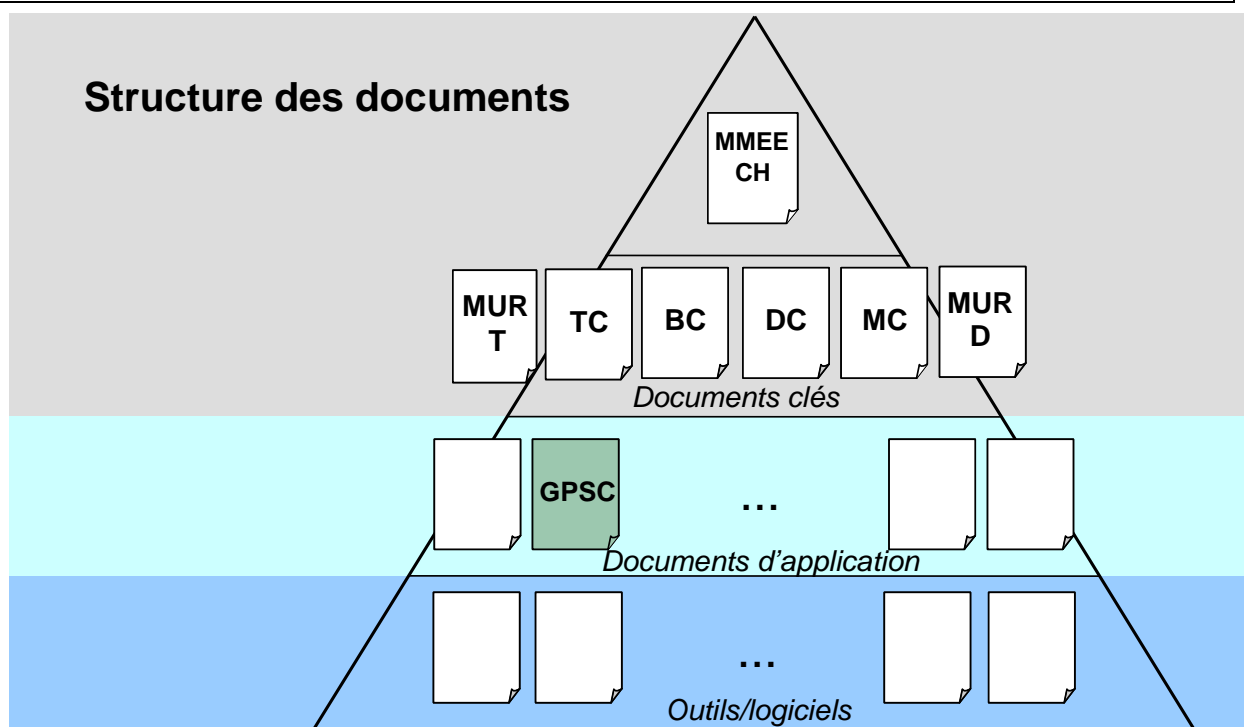 Structure des documents
MMEE
CH
MUR
T
TC
BC
DC
MC
MUR
D
Documents clés
GPSC
...
Documents d’application
...
Outils/logiciels